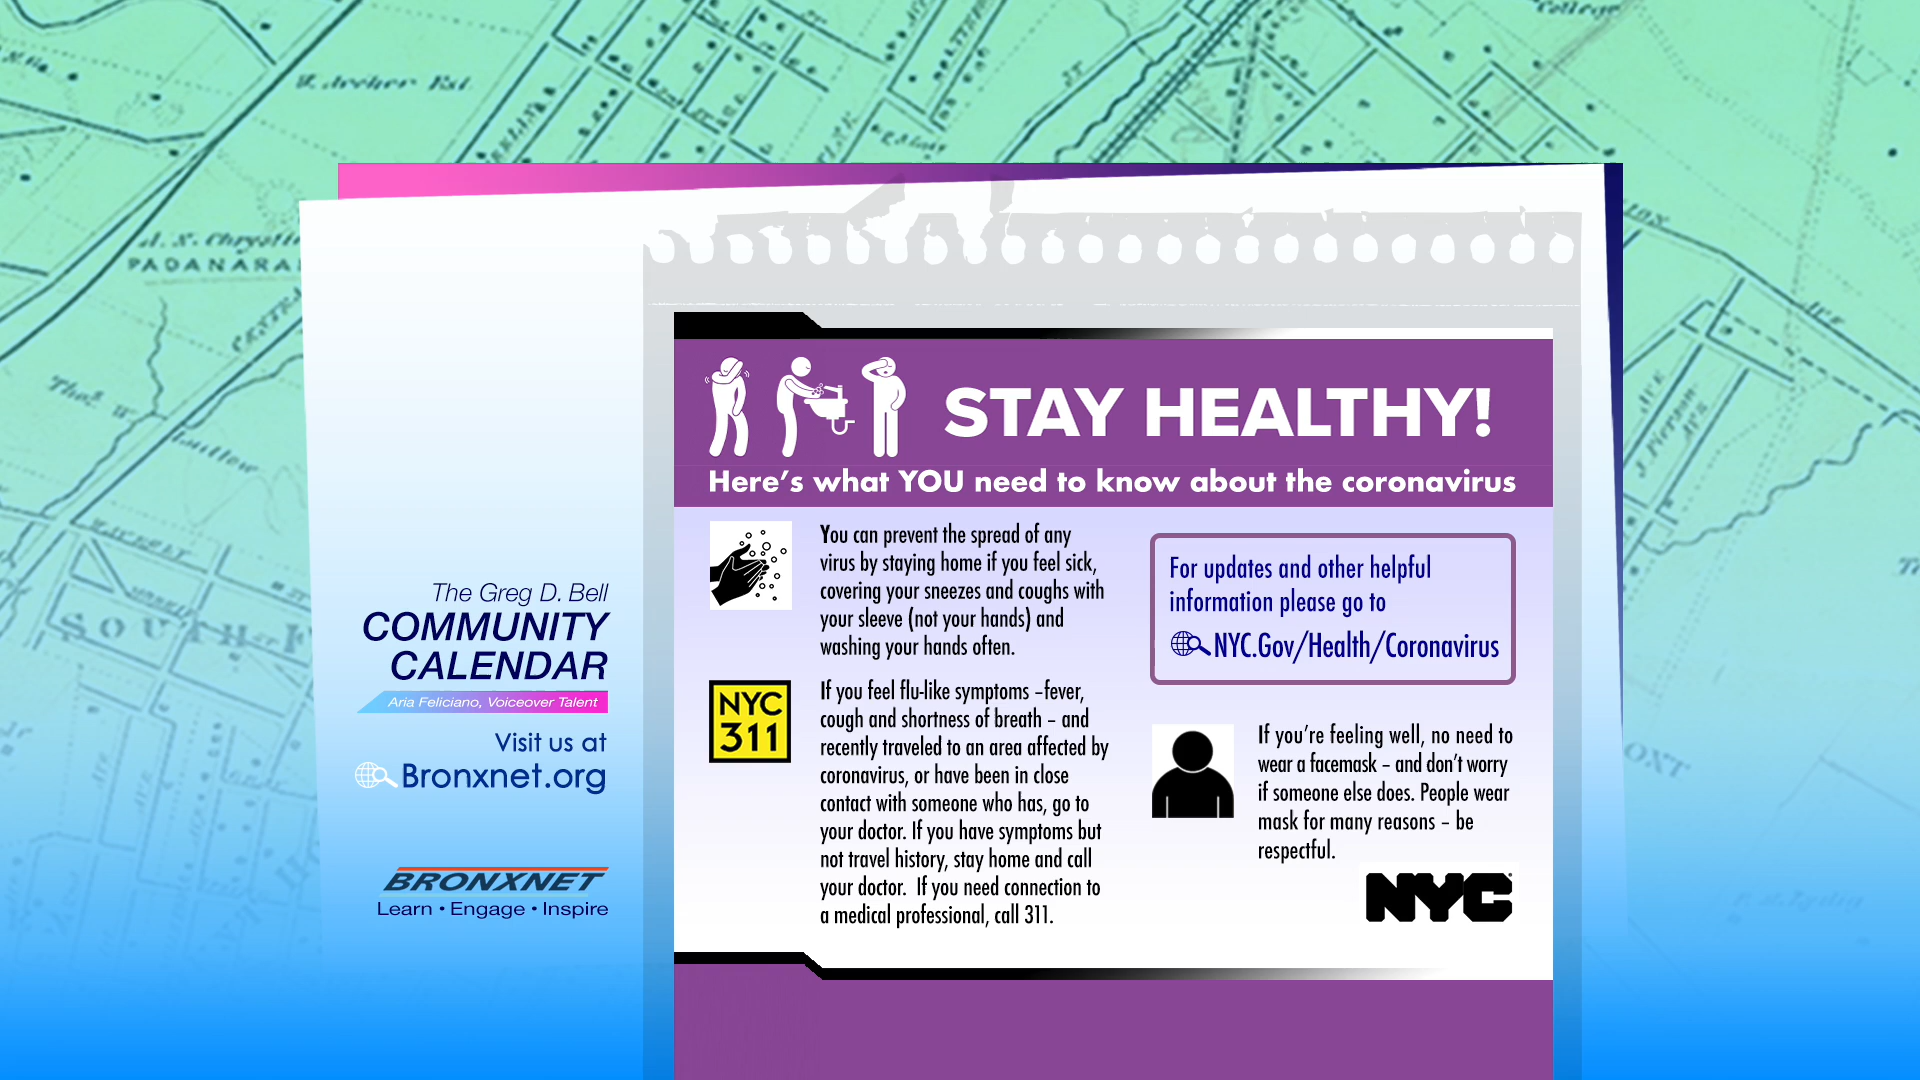 College
PADANARA
The Greg D. Bell
COMMUNITY
CALENDAR
Aria Feliciano, Voiceover Talent
Visit us at
Bronxnet.org
BRONXNET
Learn • Engage • Inspire
STAY HEALTHY!
Here's what YOU need to know about the coronavirus
You can prevent the spread of any
virus by staying home if you feel sick,
covering your sneezes and coughs with
your sleeve (not your hands) and
washing your hands often.
NYC
311
If you feel flu-like symptoms –fever,
cough and shortness of breath – and
recently traveled to an area affected by
coronavirus, or have been in close
contact with someone who has, go to
your doctor. If you have symptoms but
not travel history, stay home and call
your doctor.  If you need connection to
a medical professional, call 311.
For updates and other helpful
information please go to
NYC.Gov/Health/Coronavirus
If you're feeling well, no need to
wear a facemask – and don't worry
if someone else does. People wear
mask for many reasons – be
respectful.
NYC